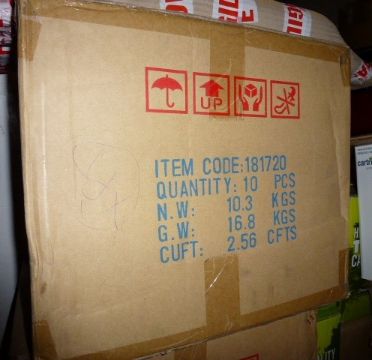 UP
ITEM CODE:181720
QUANTITY: 10 PCS
N.W: 10.3 KGS
G.W: 16.8 KGS
CUFT: 2.56 CFTS